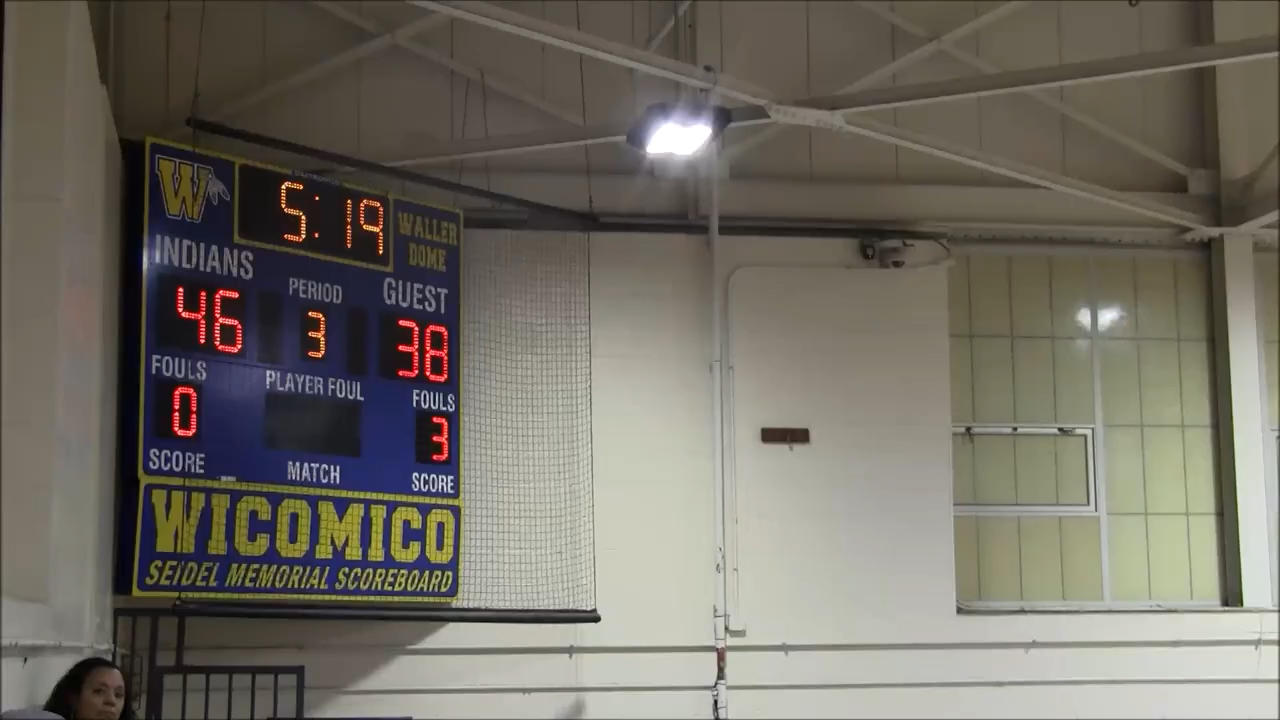 W
5:19
WALLER
DOME
INDIANS
PERIOD
GUEST
46
3
38
FOULS
PLAYER FOUL
FOULS
0
3
SCORE
MATCH
SCORE
WICOMICO
SEIDEL MEMORIAL SCOREBOARD